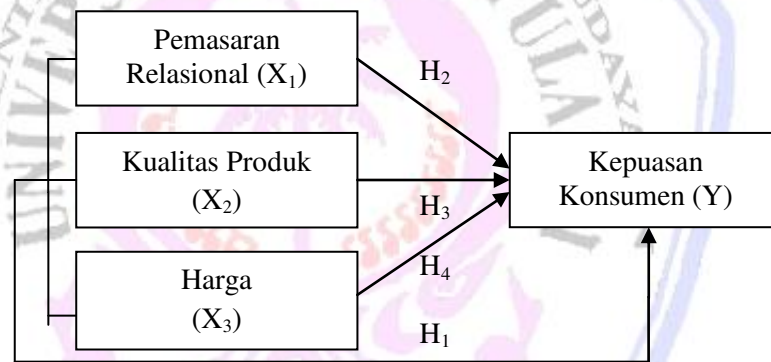 Pemasaran
Relasional (X₁)
H₂
Kualitas Produk
(X₂)
H₃
Kepuasan
Konsumen (Y)
Harga
(X₃)
H₄
H₁